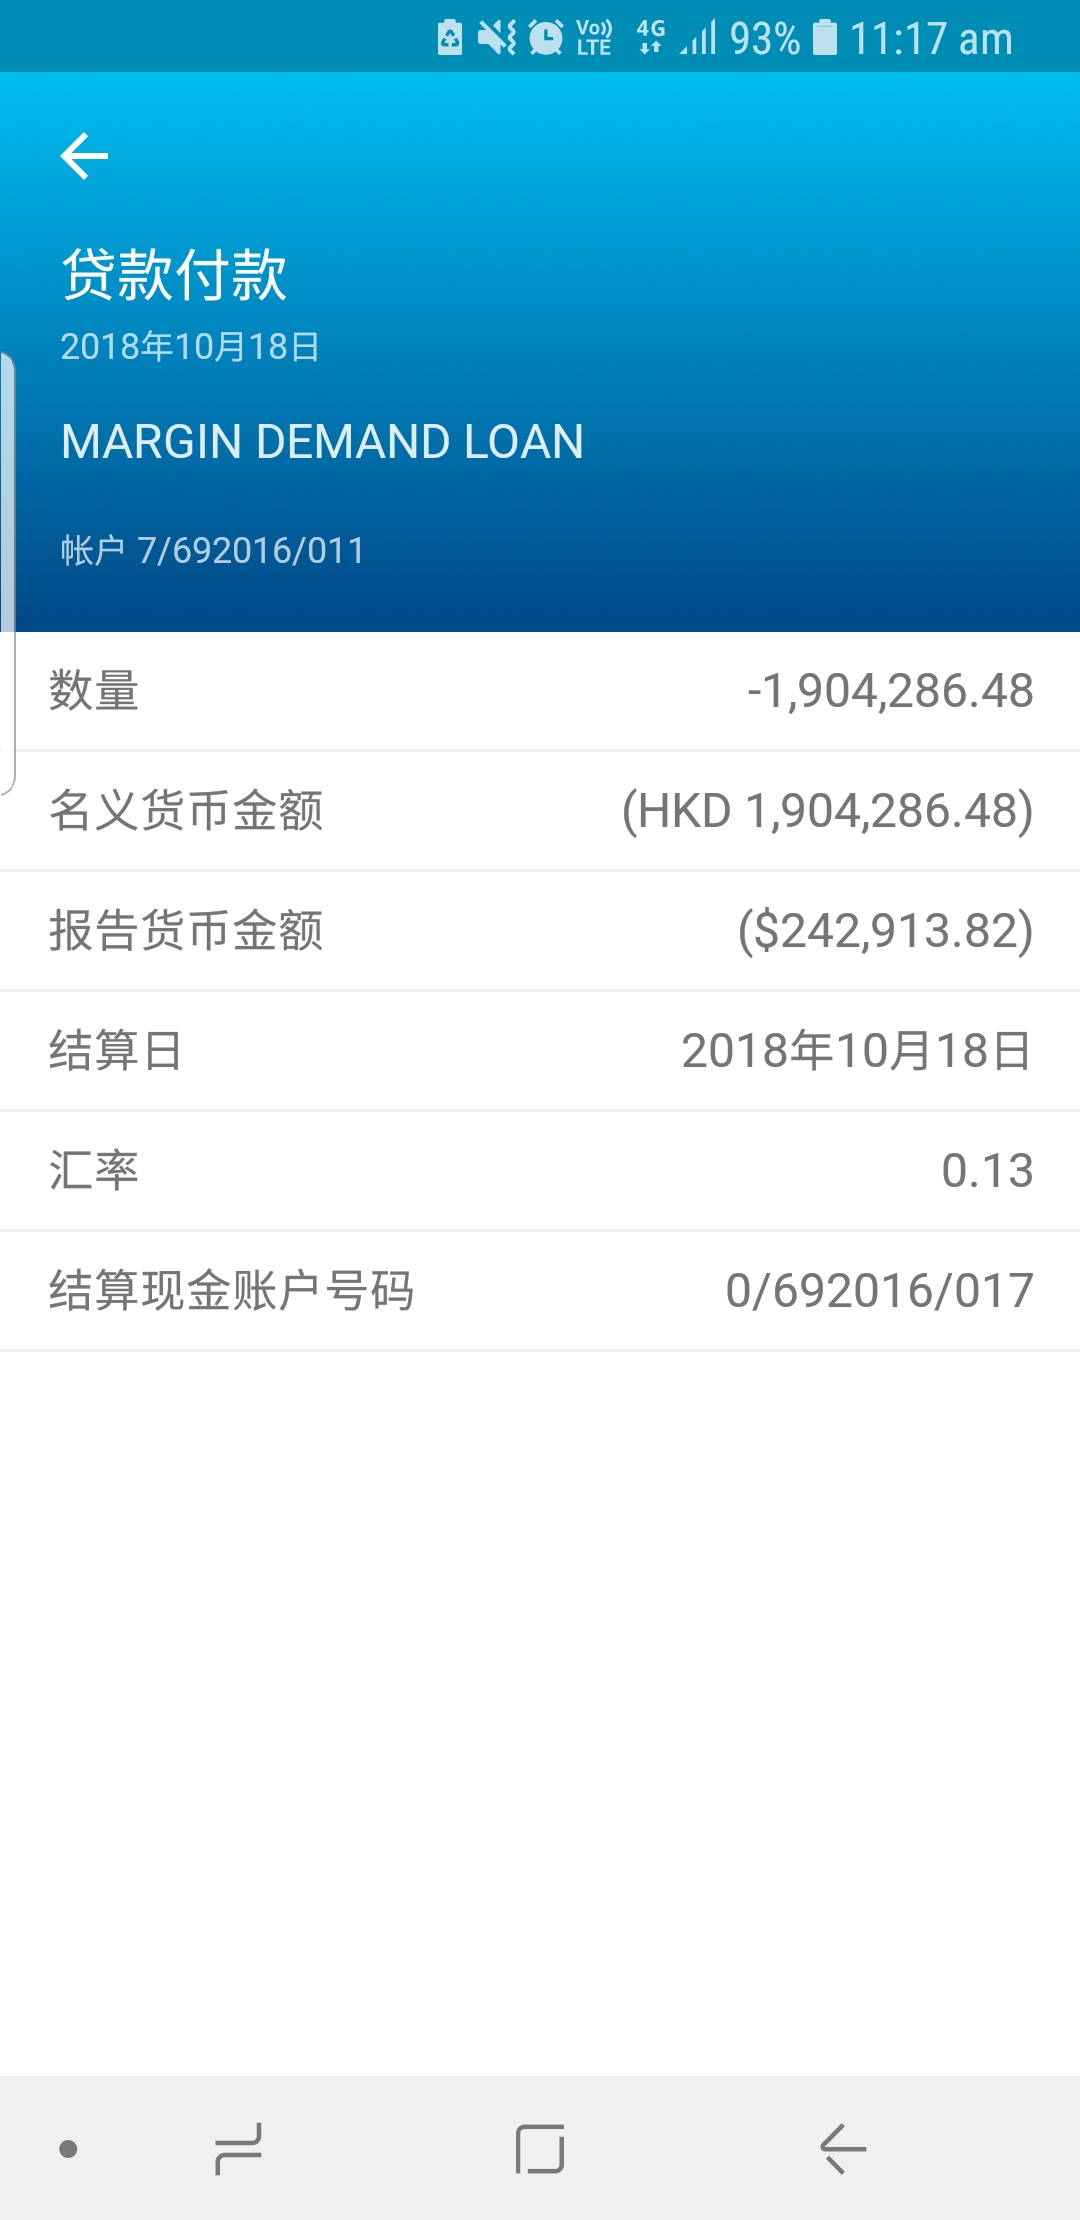 Vo)) LTE 4G 93% 11:17 am
贷款付款
2018年10月18日
MARGIN DEMAND LOAN
帐户 7/692016/011
数量 -1,904,286.48
名义货币金额 (HKD 1,904,286.48)
报告货币金额 ($242,913.82)
结算日 2018年10月18日
汇率 0.13
结算现金账户号码 0/692016/017